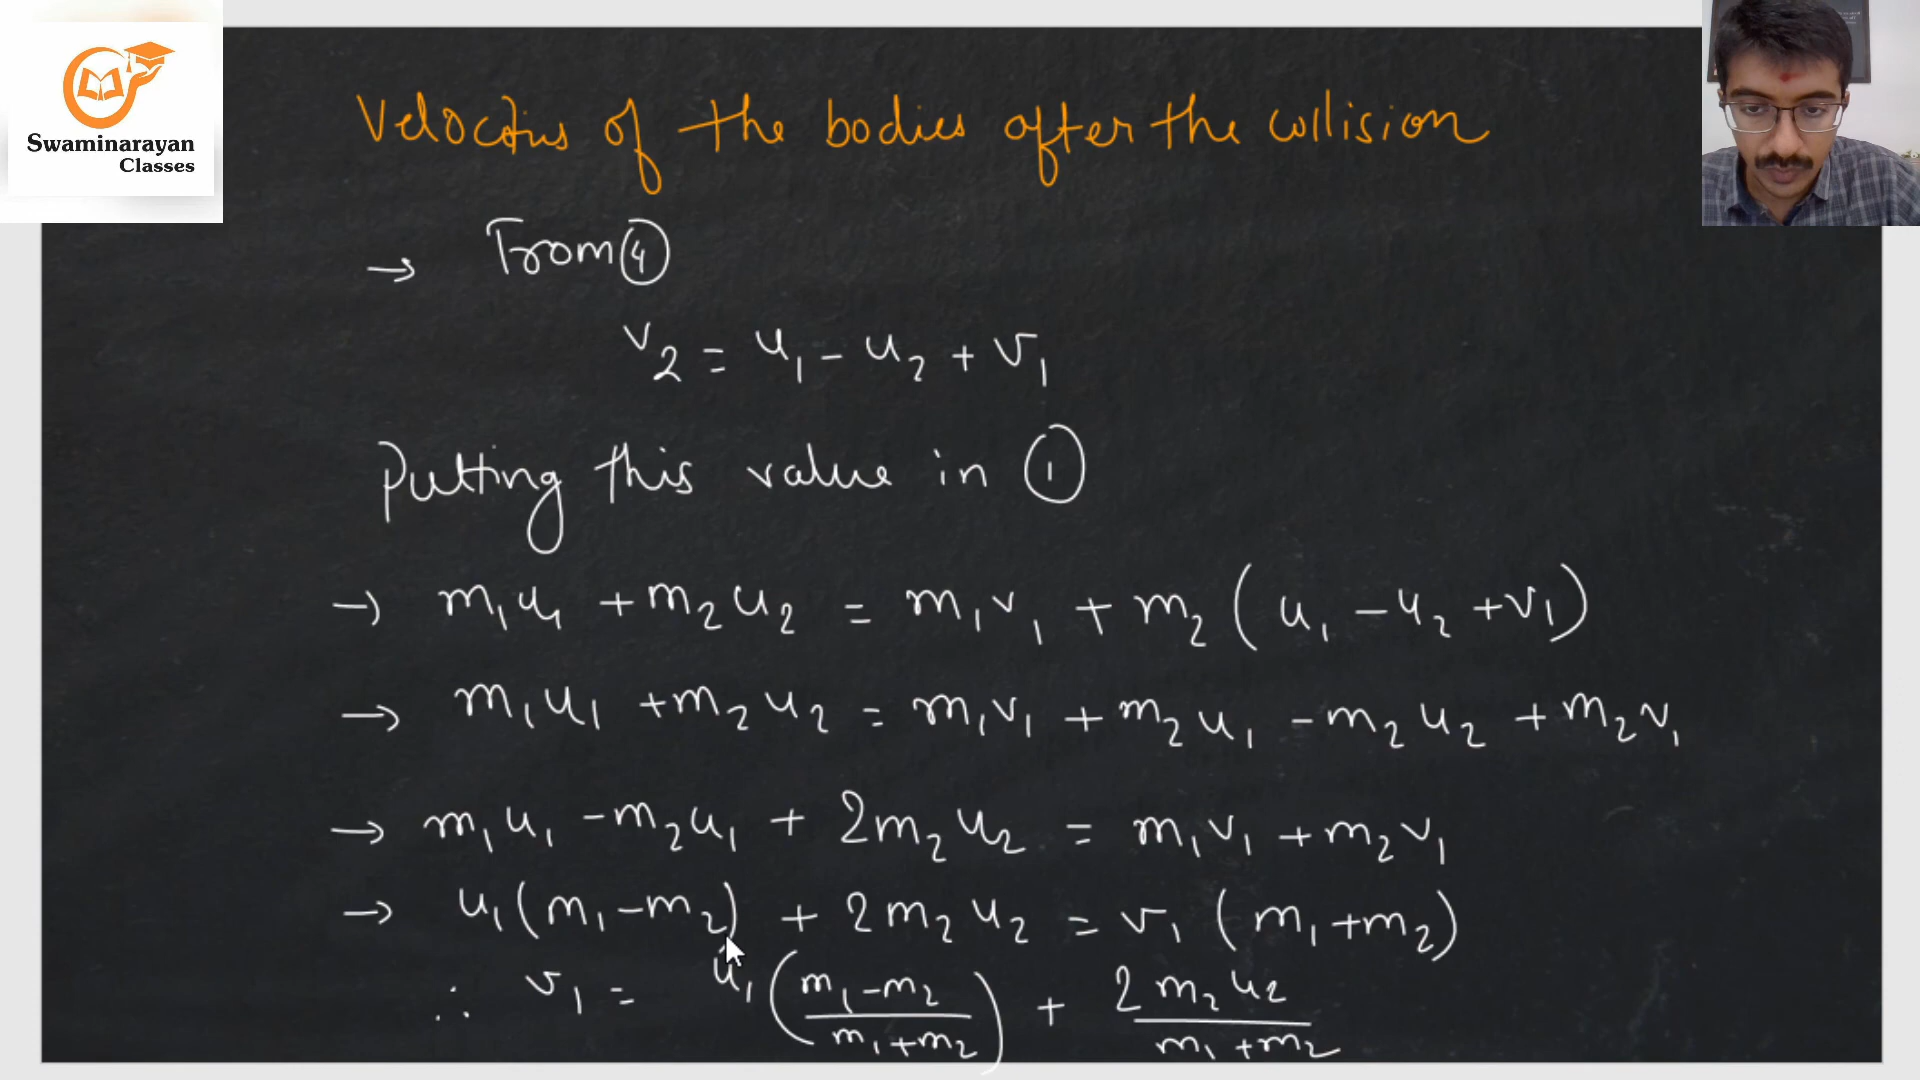 Swaminarayan
Classes
Velocities of the bodies after the collision
→ From ④
v₂ = u₁ - u₂ + v₁
Putting this value in ①
→ m₁u₁ + m₂u₂ = m₁v₁ + m₂(u₁ - u₂ + v₁)
→ m₁u₁ + m₂u₂ = m₁v₁ + m₂u₁ - m₂u₂ + m₂v₁
→ m₁u₁ - m₂u₁ + 2m₂u₂ = m₁v₁ + m₂v₁
→ u₁(m₁ - m₂) + 2m₂u₂ = v₁(m₁ + m₂)
∴ v₁ = u₁((m₁ - m₂)/(m₁ + m₂)) + 2m₂u₂/(m₁ + m₂)